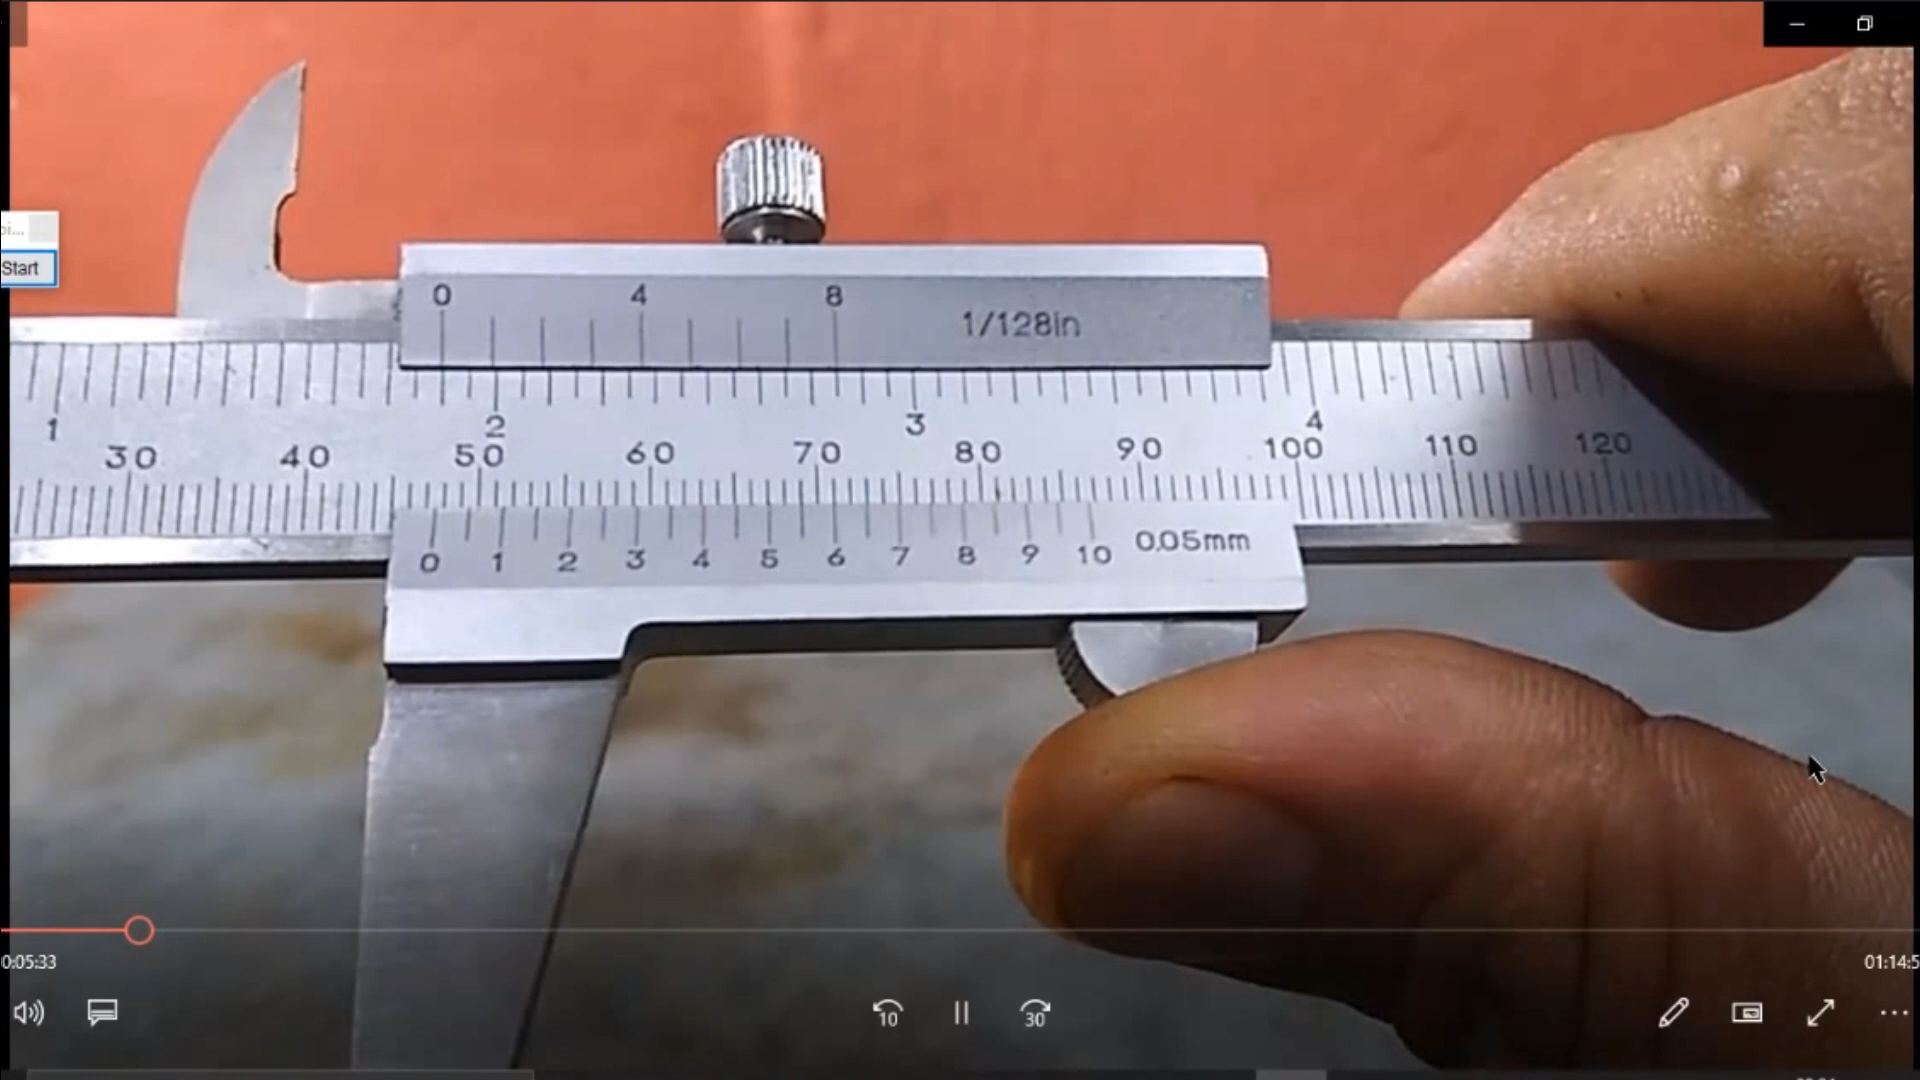 Start
0 4 8
1/128in
1 2 3 4
30 40 50 60 70 80 90 100 110 120
0 1 2 3 4 5 6 7 8 9 10 0.05mm
0:05:33
01:14:5
10
30